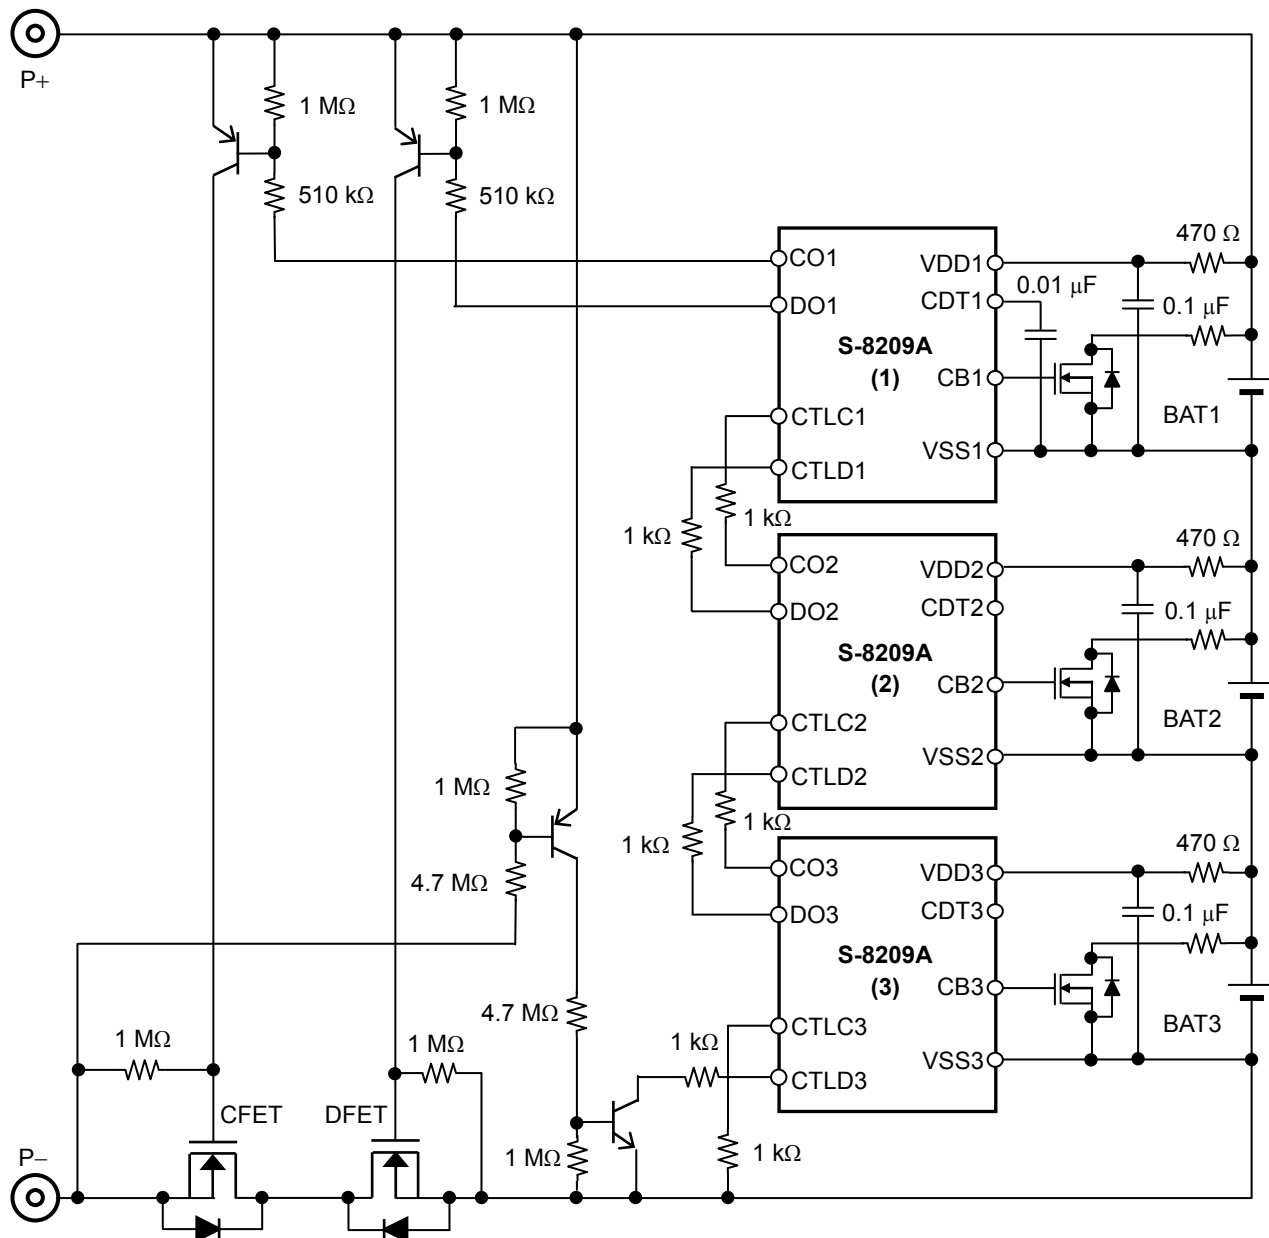 P+
1 MΩ
1 MΩ
510 kΩ
510 kΩ
CO1
DO1
S-8209A
(1)
CTLC1
CTLD1
VDD1
CDT1
CB1
VSS1
470 Ω
0.01 μF
0.1 μF
BAT1
1 kΩ
1 kΩ
CO2
DO2
S-8209A
(2)
CTLC2
CTLD2
VDD2
CDT2
CB2
VSS2
470 Ω
0.1 μF
BAT2
1 MΩ
4.7 MΩ
1 kΩ
1 kΩ
CO3
DO3
S-8209A
(3)
CTLC3
CTLD3
VDD3
CDT3
CB3
VSS3
470 Ω
0.1 μF
BAT3
4.7 MΩ
1 MΩ
1 MΩ
1 kΩ
CFET
DFET
1 MΩ
1 kΩ
P−